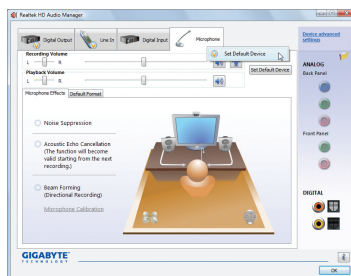 Realtek HD Audio Manager
Digital Output
Line In
Digital Input
Microphone
Device advanced settings
Set Default Device
Recording Volume
L R
Set Default Device
Playback Volume
L R
Microphone Effects
Default Format
Noise Suppression
Acoustic Echo Cancellation
(The function will become
valid starting from the next
recording.)
Beam Forming
(Directional Recording)
Microphone Calibration
ANALOG
Back Panel
Front Panel
DIGITAL
GIGABYTE
TECHNOLOGY
OK